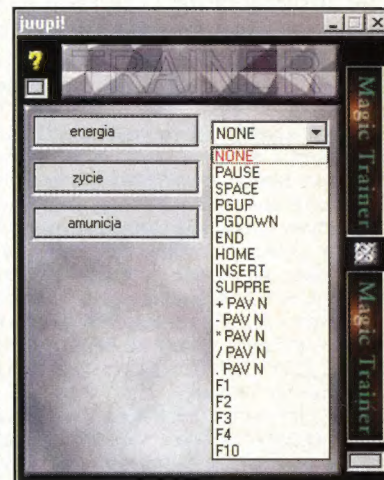 juupi!
TRAINER
energia
NONE
zycie
amunicja
NONE
PAUSE
SPACE
PGUP
PGDOWN
END
HOME
INSERT
SUPPRE
+ PAV N
- PAV N
* PAV N
/ PAV N
. PAV N
F1
F2
F3
F4
F10
Magic Trainer
Magic Trainer